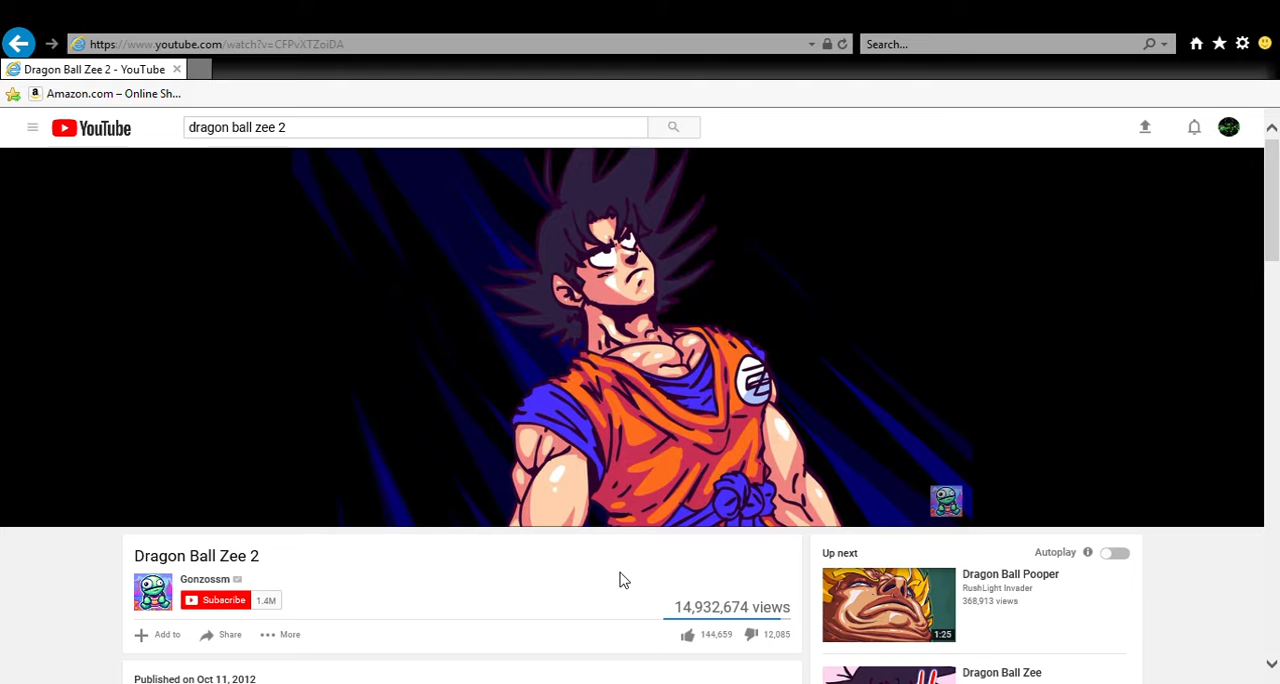 https://www.youtube.com/watch?v=CFPvXTZoiDA
Search...
Dragon Ball Zee 2 - YouTube
Amazon.com – Online Sh...
YouTube
dragon ball zee 2
Dragon Ball Zee 2
Gonzossm
Subscribe 1.4M
14,932,674 views
Add to Share More
144,659 12,085
Published on Oct 11, 2012
Up next
Autoplay
Dragon Ball Pooper
RushLight Invader
368,913 views
1:25
Dragon Ball Zee